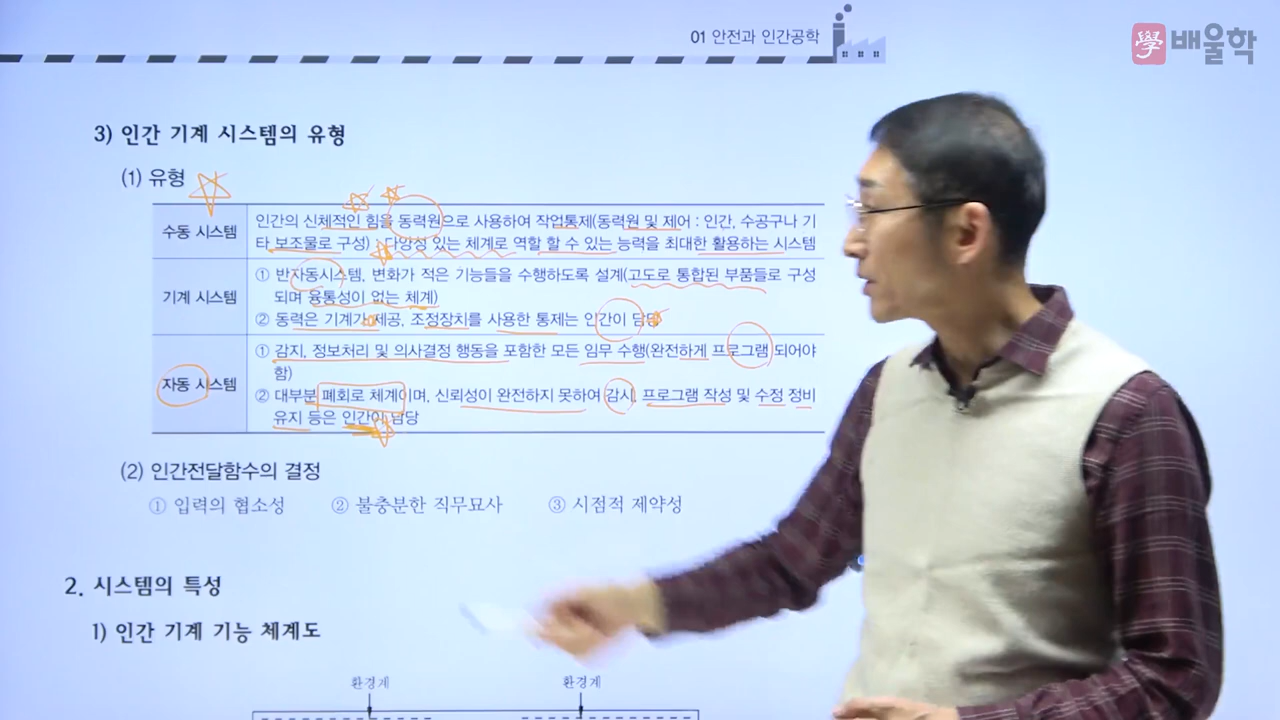 01 안전과 인간공학
學 배울학
3) 인간 기계 시스템의 유형
(1) 유형
수동 시스템
인간의 신체적인 힘을 동력원으로 사용하여 작업통제(동력원 및 제어 : 인간, 수공구나 기
타 보조물로 구성) : 다양성 있는 체계로 역할 할 수 있는 능력을 최대한 활용하는 시스템
기계 시스템
① 반자동시스템, 변화가 적은 기능들을 수행하도록 설계(고도로 통합된 부품들로 구성
되며 융통성이 없는 체계)
② 동력은 기계가 제공, 조정장치를 사용한 통제는 인간이 담당
자동 시스템
① 감지, 정보처리 및 의사결정 행동을 포함한 모든 임무 수행(완전하게 프로그램 되어야
함)
② 대부분 폐회로 체계이며, 신뢰성이 완전하지 못하여 감시, 프로그램 작성 및 수정 정비
유지 등은 인간이 담당
(2) 인간전달함수의 결정
① 입력의 협소성 ② 불충분한 직무묘사 ③ 시점적 제약성
2. 시스템의 특성
1) 인간 기계 기능 체계도
환경계 환경계